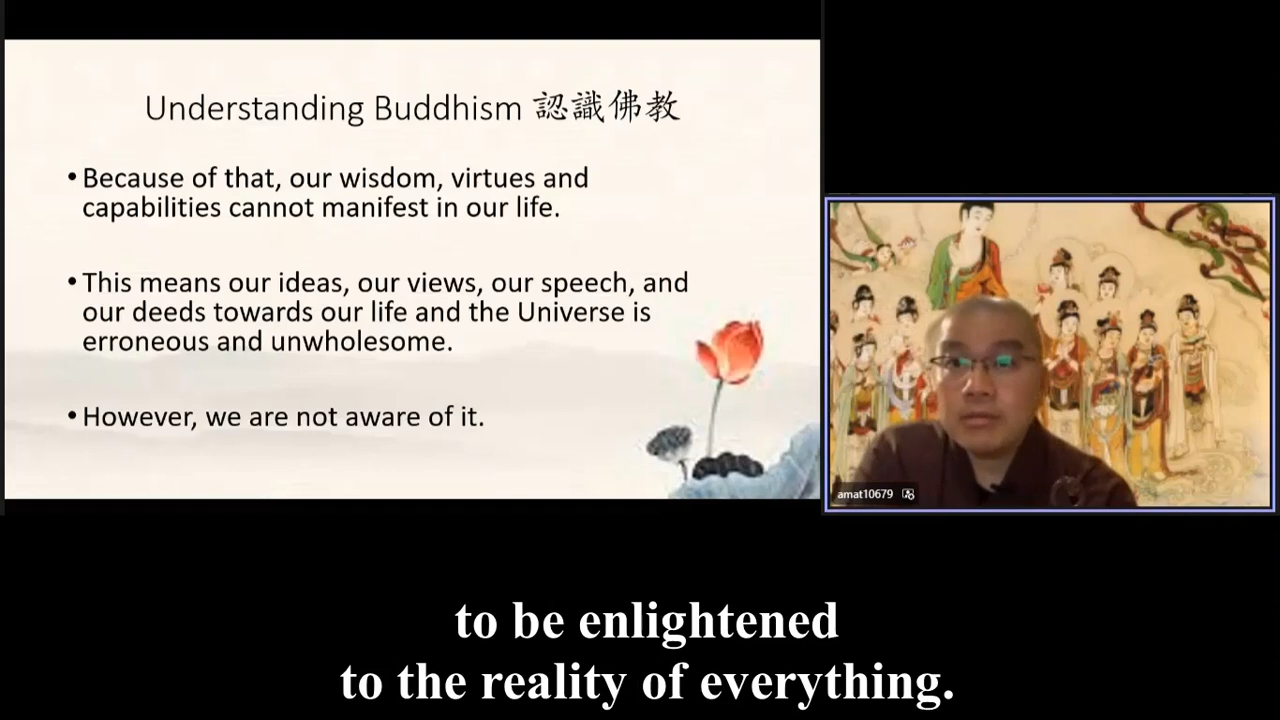 Understanding Buddhism 認識佛教
•Because of that, our wisdom, virtues and
capabilities cannot manifest in our life.
•This means our ideas, our views, our speech, and
our deeds towards our life and the Universe is
erroneous and unwholesome.
•However, we are not aware of it.
amat10679
to be enlightened
to the reality of everything.